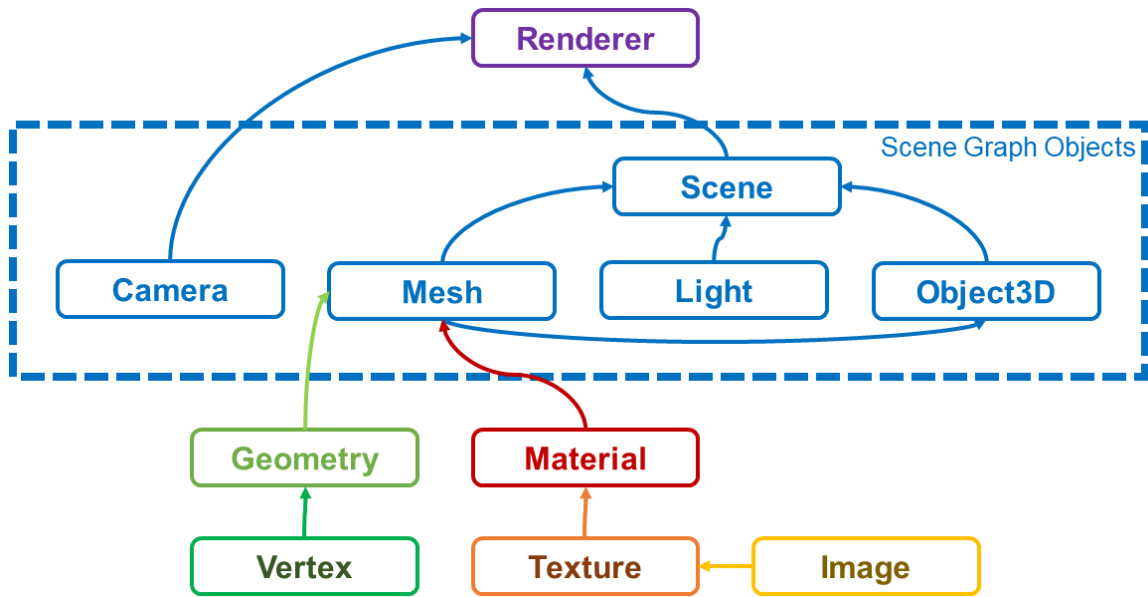 Renderer
Scene Graph Objects
Scene
Camera
Mesh
Light
Object3D
Geometry
Material
Vertex
Texture
Image